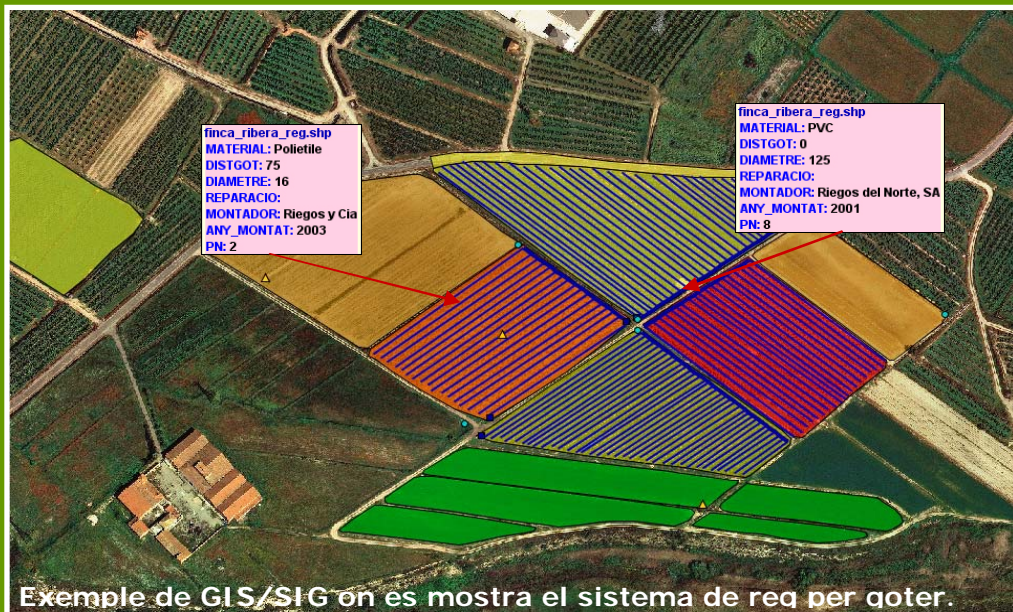 finca_ribera_reg.shp
MATERIAL: Polietile
DISTGOT: 75
DIAMETRE: 16
REPARACIO:
MONTADOR: Riegos y Cia
ANY_MONTAT: 2003
PN: 2
finca_ribera_reg.shp
MATERIAL: PVC
DISTGOT: 0
DIAMETRE: 125
REPARACIO:
MONTADOR: Riegos del Norte, SA
ANY_MONTAT: 2001
PN: 8
Exemple de GIS/SIG on es mostra el sistema de reg per goter.